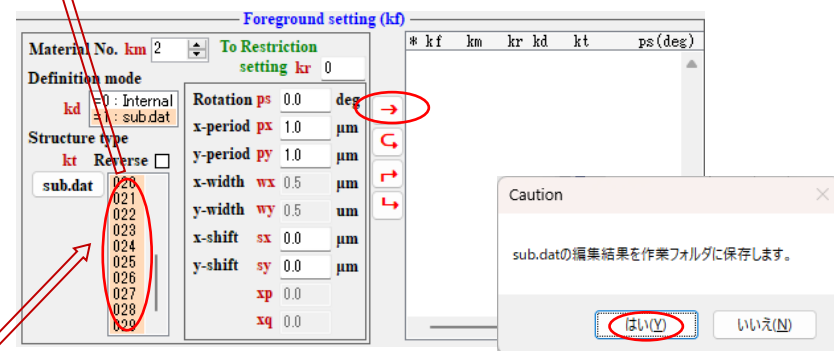 Foreground setting (kf)
Material No. km 2
To Restriction
setting kr 0
Definition mode
kd =0 : Internal
=1 : sub.dat
Structure type
kt Reverse
sub.dat
020
021
022
023
024
025
026
027
028
029
Rotation ps 0.0 deg
x-period px 1.0 μm
y-period py 1.0 μm
x-width wx 0.5 μm
y-width wy 0.5 um
x-shift sx 0.0 μm
y-shift sy 0.0 μm
xp 0.0
xq 0.0
* kf km kr kd kt ps(deg)
Caution
sub.datの編集結果を作業フォルダに保存します。
はい(Y)
いいえ(N)